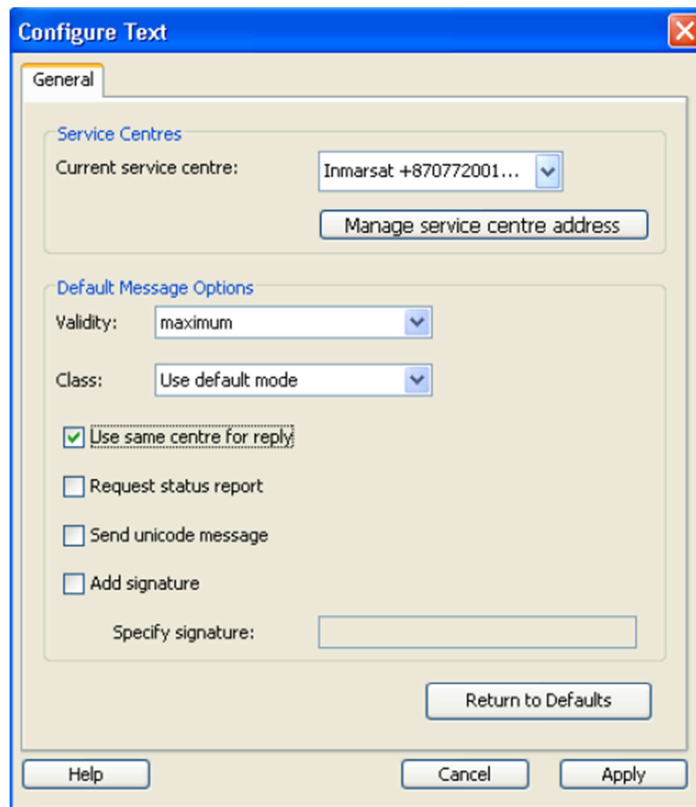 Configure Text
General
Service Centres
Current service centre: Inmarsat +870772001...
Manage service centre address
Default Message Options
Validity: maximum
Class: Use default mode
Use same centre for reply
Request status report
Send unicode message
Add signature
Specify signature:
Return to Defaults
Help Cancel Apply